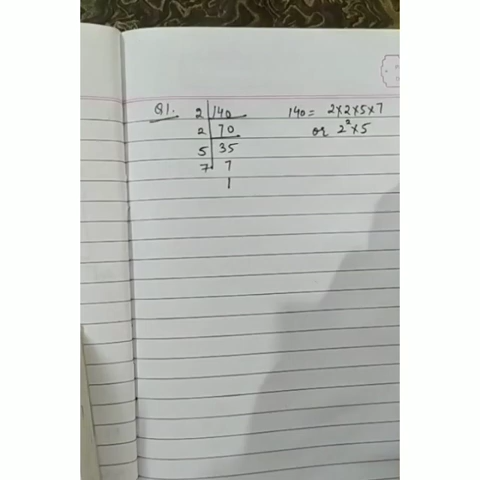 Q1. 2 | 140 140 = 2×2×5×7
2 | 70 or 2²×5
5 | 35
7 | 7
1